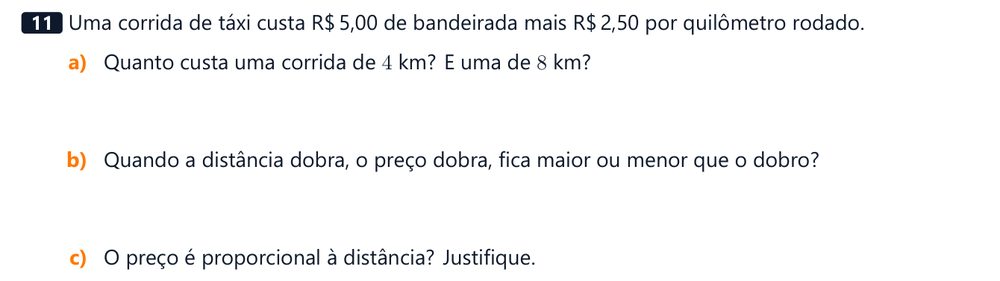 11 Uma corrida de táxi custa R$ 5,00 de bandeirada mais R$ 2,50 por quilômetro rodado.
a) Quanto custa uma corrida de 4 km? E uma de 8 km?
b) Quando a distância dobra, o preço dobra, fica maior ou menor que o dobro?
c) O preço é proporcional à distância? Justifique.